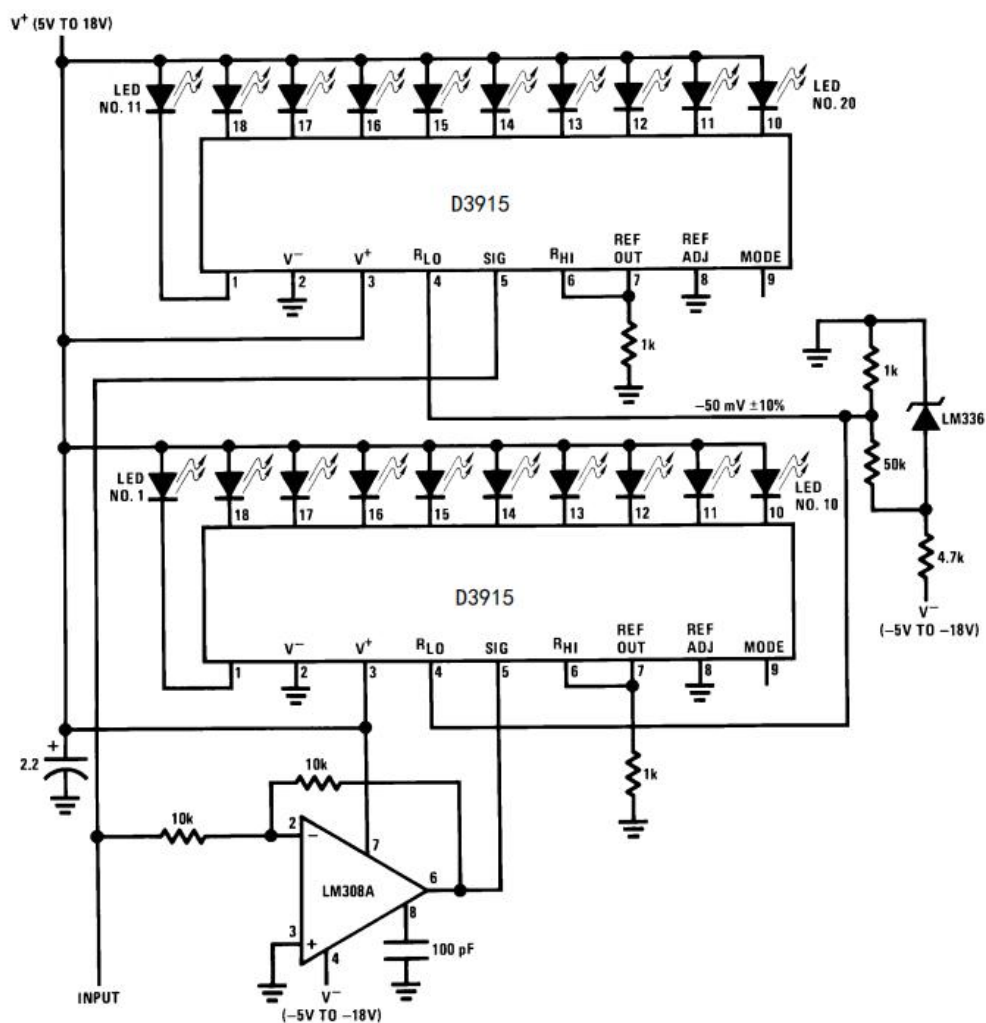 V+ (5V TO 18V)
LED
NO. 11
LED
NO. 20
18 17 16 15 14 13 12 11 10
D3915
V− V+ RLO SIG RHI REF OUT REF ADJ MODE
1 2 3 4 5 6 7 8 9
1k
1k
−50 mV ±10%
LM336
50k
LED
NO. 1
LED
NO. 10
18 17 16 15 14 13 12 11 10
4.7k
D3915
V−
(−5V TO −18V)
V− V+ RLO SIG RHI REF OUT REF ADJ MODE
1 2 3 4 5 6 7 8 9
+
2.2
10k
1k
10k
2
−
7
6
LM308A
8
3
+
4
100 pF
INPUT
V−
(−5V TO −18V)